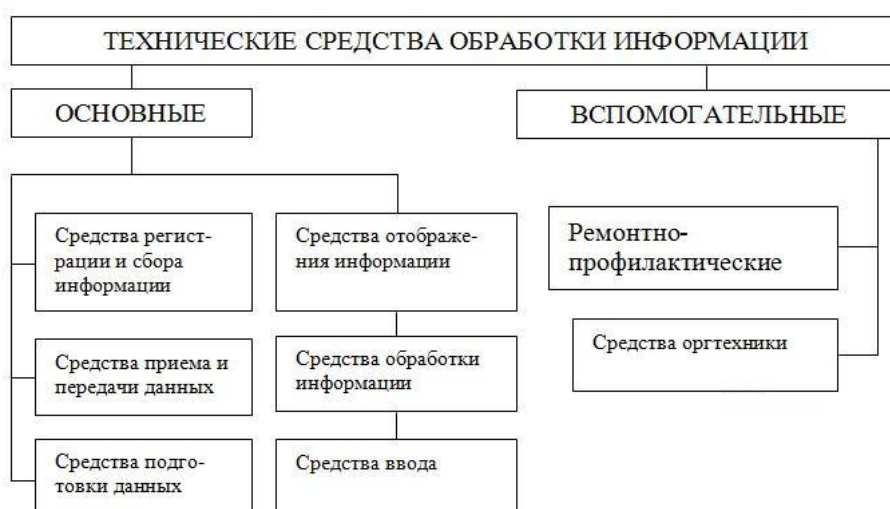 ТЕХНИЧЕСКИЕ СРЕДСТВА ОБРАБОТКИ ИНФОРМАЦИИ
ОСНОВНЫЕ
ВСПОМОГАТЕЛЬНЫЕ
Средства регист-
рации и сбора
информации
Средства приема и
передачи данных
Средства подго-
товки данных
Средства отображе-
ния информации
Средства обработки
информации
Средства ввода
Ремонтно-
профилактические
Средства оргтехники